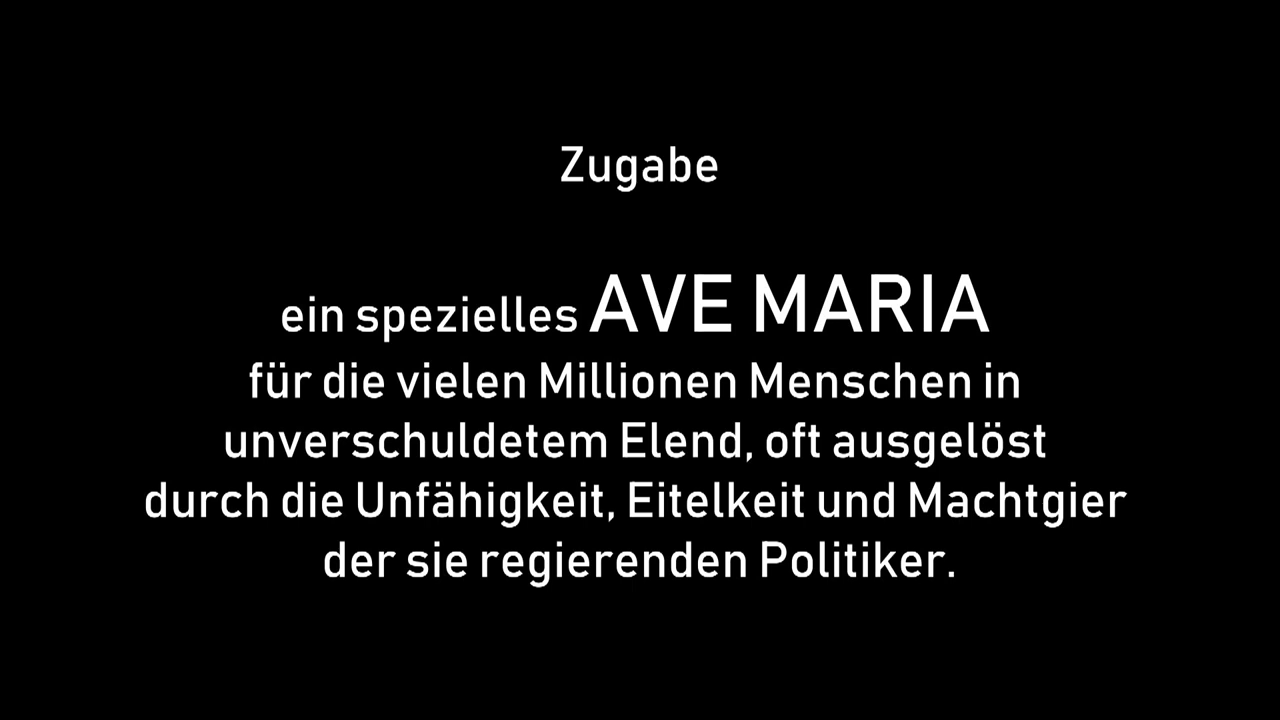 Zugabe
ein spezielles AVE MARIA
für die vielen Millionen Menschen in
unverschuldetem Elend, oft ausgelöst
durch die Unfähigkeit, Eitelkeit und Machtgier
der sie regierenden Politiker.